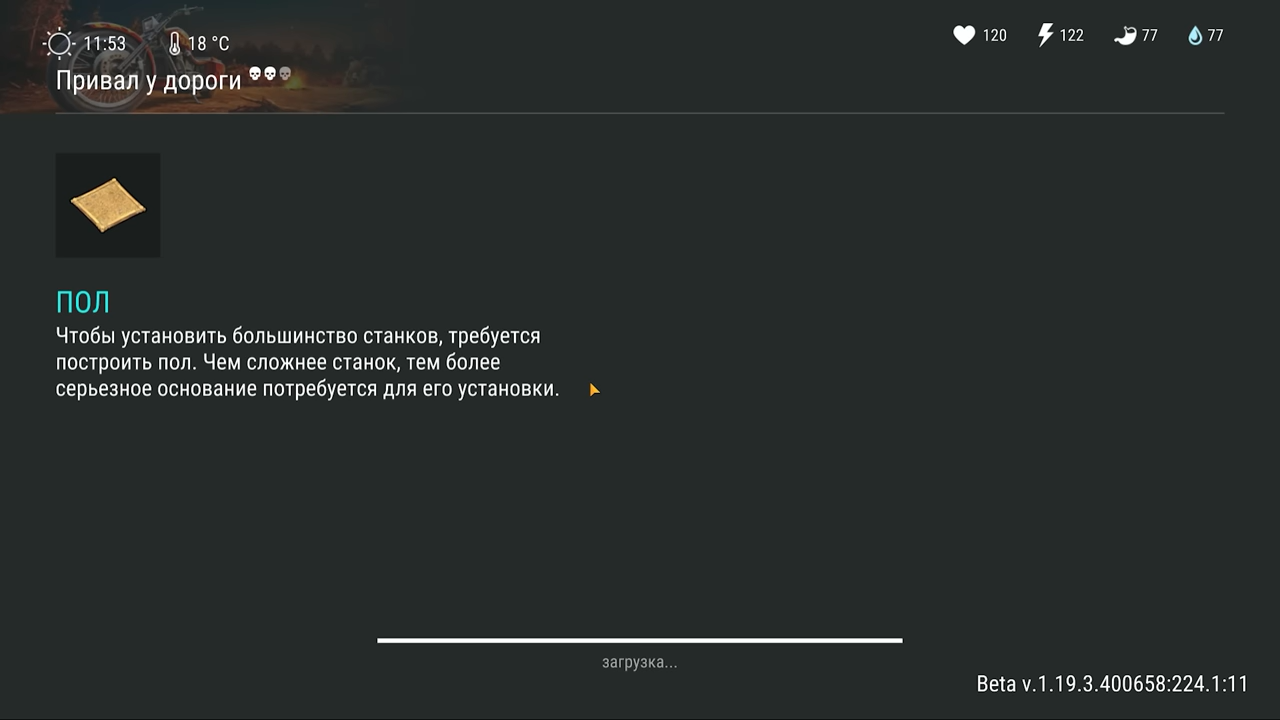 11:53 18 °C 120 122 77 77
Привал у дороги
ПОЛ
Чтобы установить большинство станков, требуется
построить пол. Чем сложнее станок, тем более
серьезное основание потребуется для его установки.
загрузка...
Beta v.1.19.3.400658:224.1:11